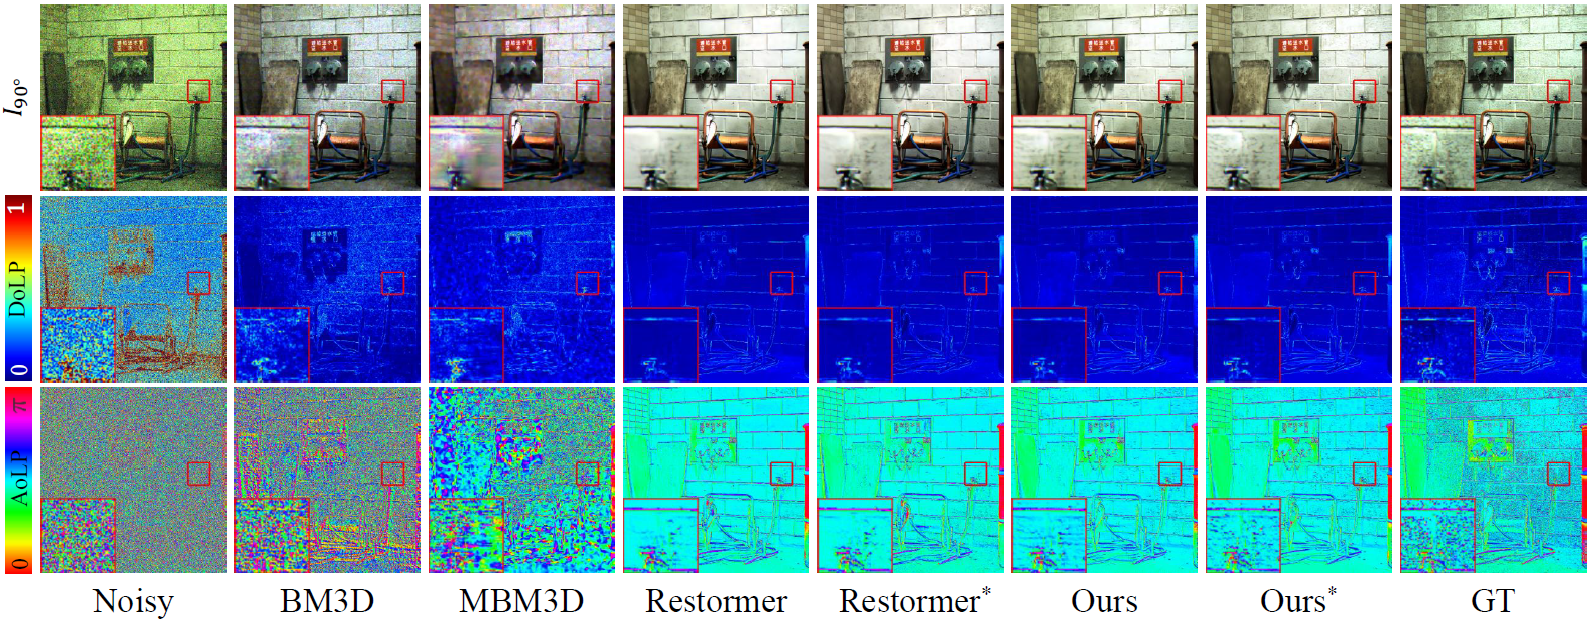 I90°
1
DoLP
0
π
AoLP
0
Noisy
BM3D
MBM3D
Restormer
Restormer*
Ours
Ours*
GT